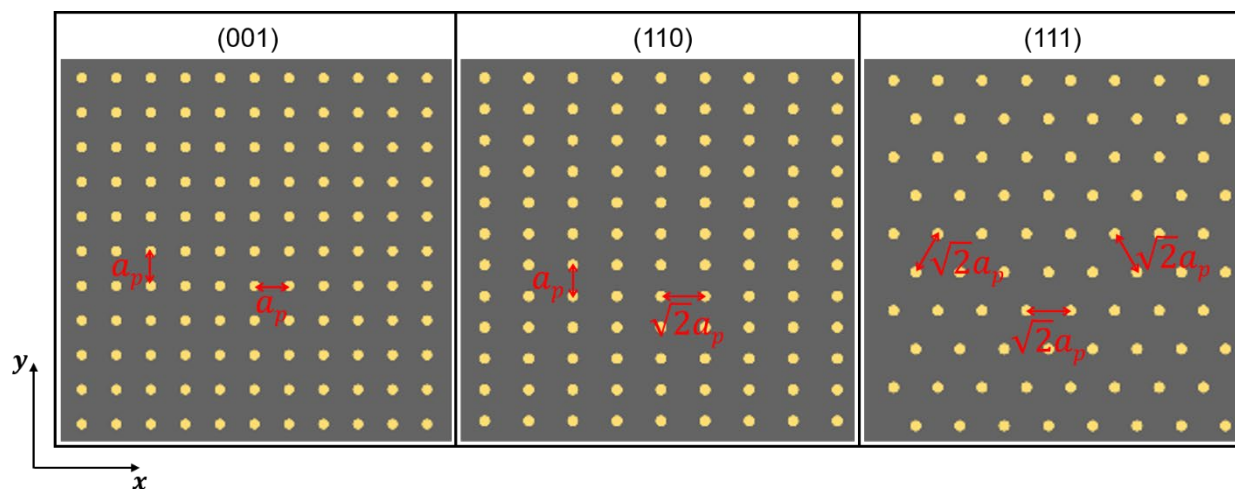 (001)
(110)
(111)
a_p
a_p
a_p
√2a_p
√2a_p
√2a_p
√2a_p
y
x